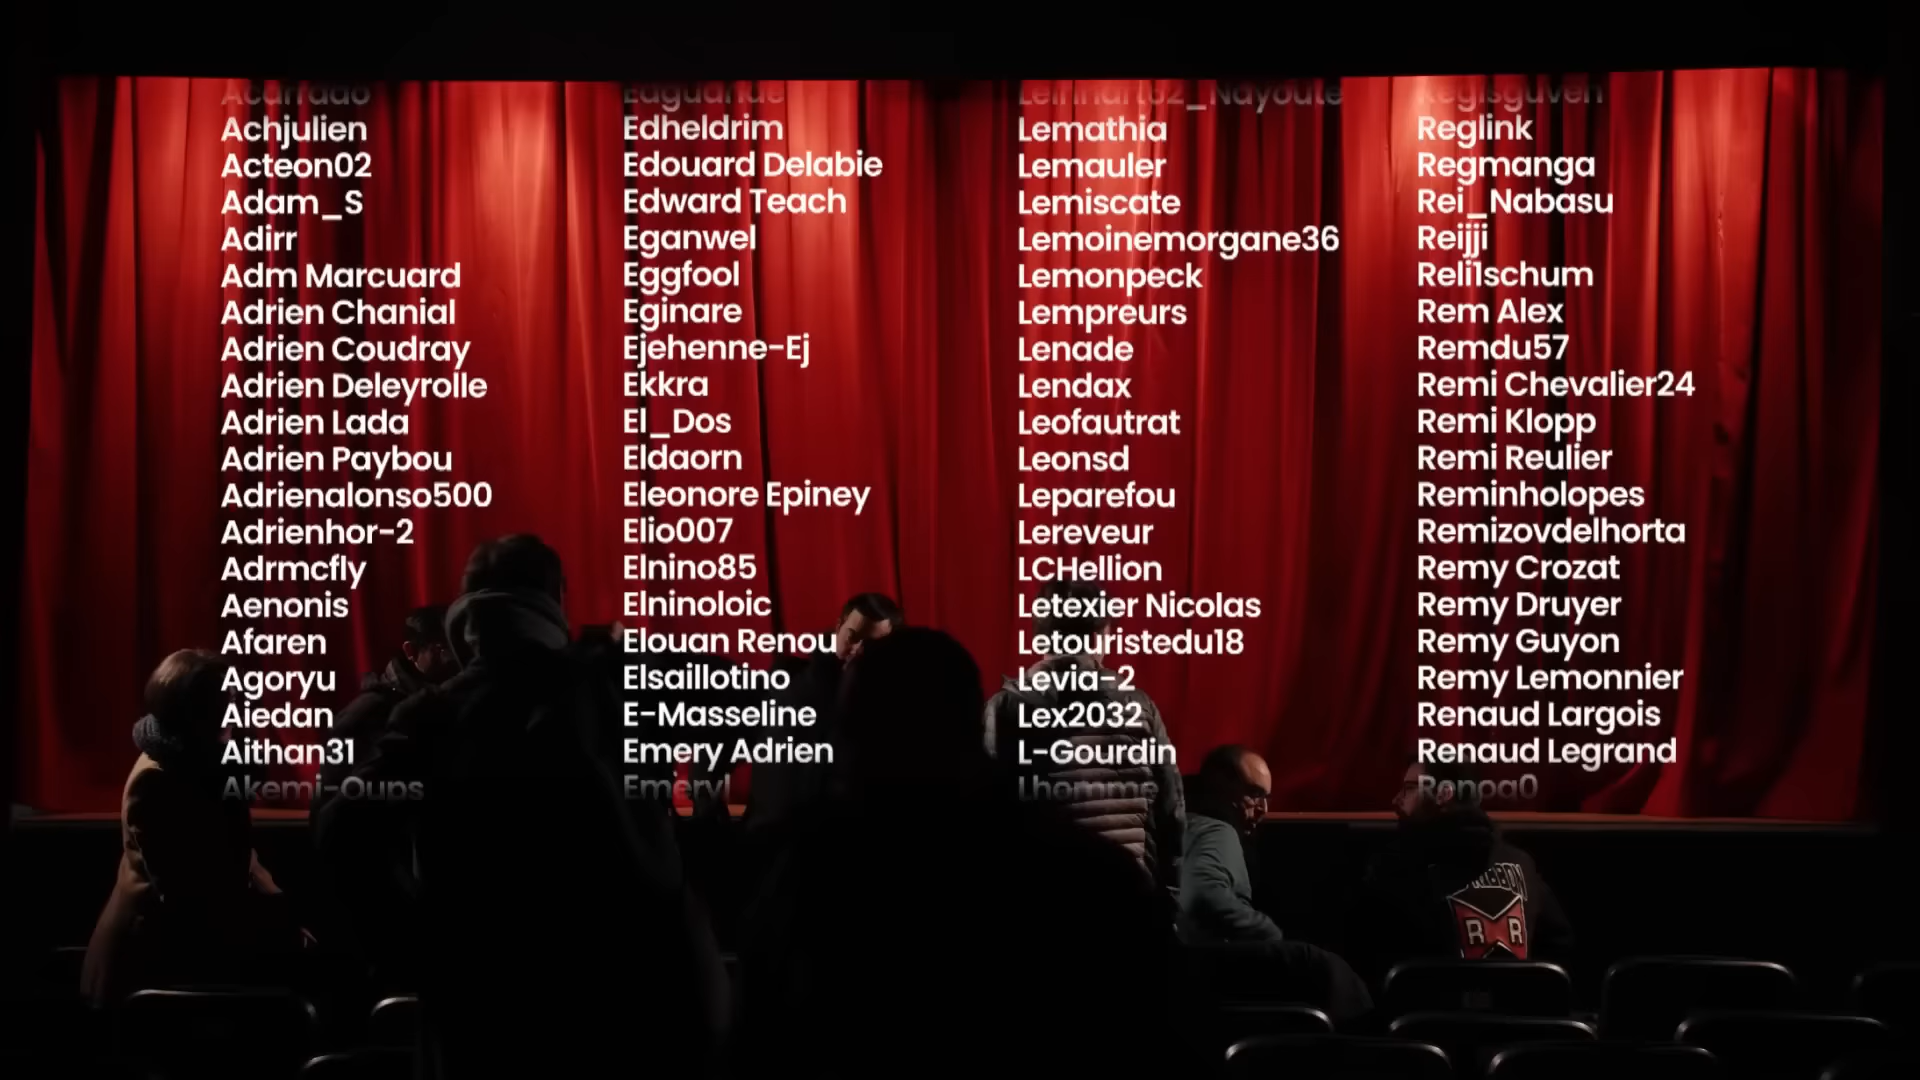 Achjulien
Acteon02
Adam_S
Adirr
Adm Marcuard
Adrien Chanial
Adrien Coudray
Adrien Deleyrolle
Adrien Lada
Adrien Paybou
Adrienalonso500
Adrienhor-2
Adrmcfly
Aenonis
Afaren
Agoryu
Aiedan
Aithan31
Akemi-Oups
Edheldrim
Edouard Delabie
Edward Teach
Eganwel
Eggfool
Eginare
Ejehenne-Ej
Ekkra
El_Dos
Eldaorn
Eleonore Epiney
Elio007
Elnino85
Elninoloic
Elouan Renou
Elsaillotino
E-Masseline
Emery Adrien
Emeryl
Lemathia
Lemauler
Lemiscate
Lemoinemorgane36
Lemonpeck
Lempreurs
Lenade
Lendax
Leofautrat
Leonsd
Leparefou
Lereveur
LCHellion
Letexier Nicolas
Letouristedu18
Levia-2
Lex2032
L-Gourdin
Lhomme
Reglink
Regmanga
Rei_Nabasu
Reijji
Reli1schum
Rem Alex
Remdu57
Remi Chevalier24
Remi Klopp
Remi Reulier
Reminholopes
Remizovdelhorta
Remy Crozat
Remy Druyer
Remy Guyon
Remy Lemonnier
Renaud Largois
Renaud Legrand
R R